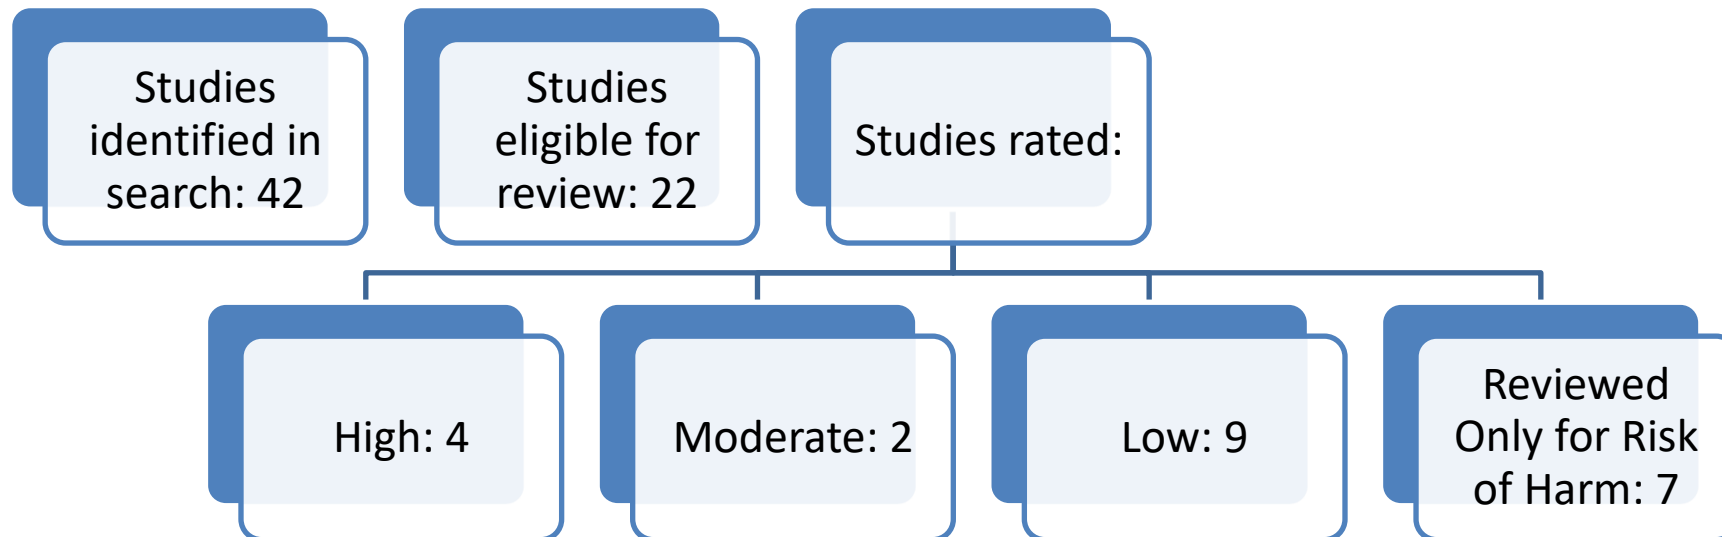 Studies
identified in
search: 42
Studies
eligible for
review: 22
Studies rated:
High: 4
Moderate: 2
Low: 9
Reviewed
Only for Risk
of Harm: 7